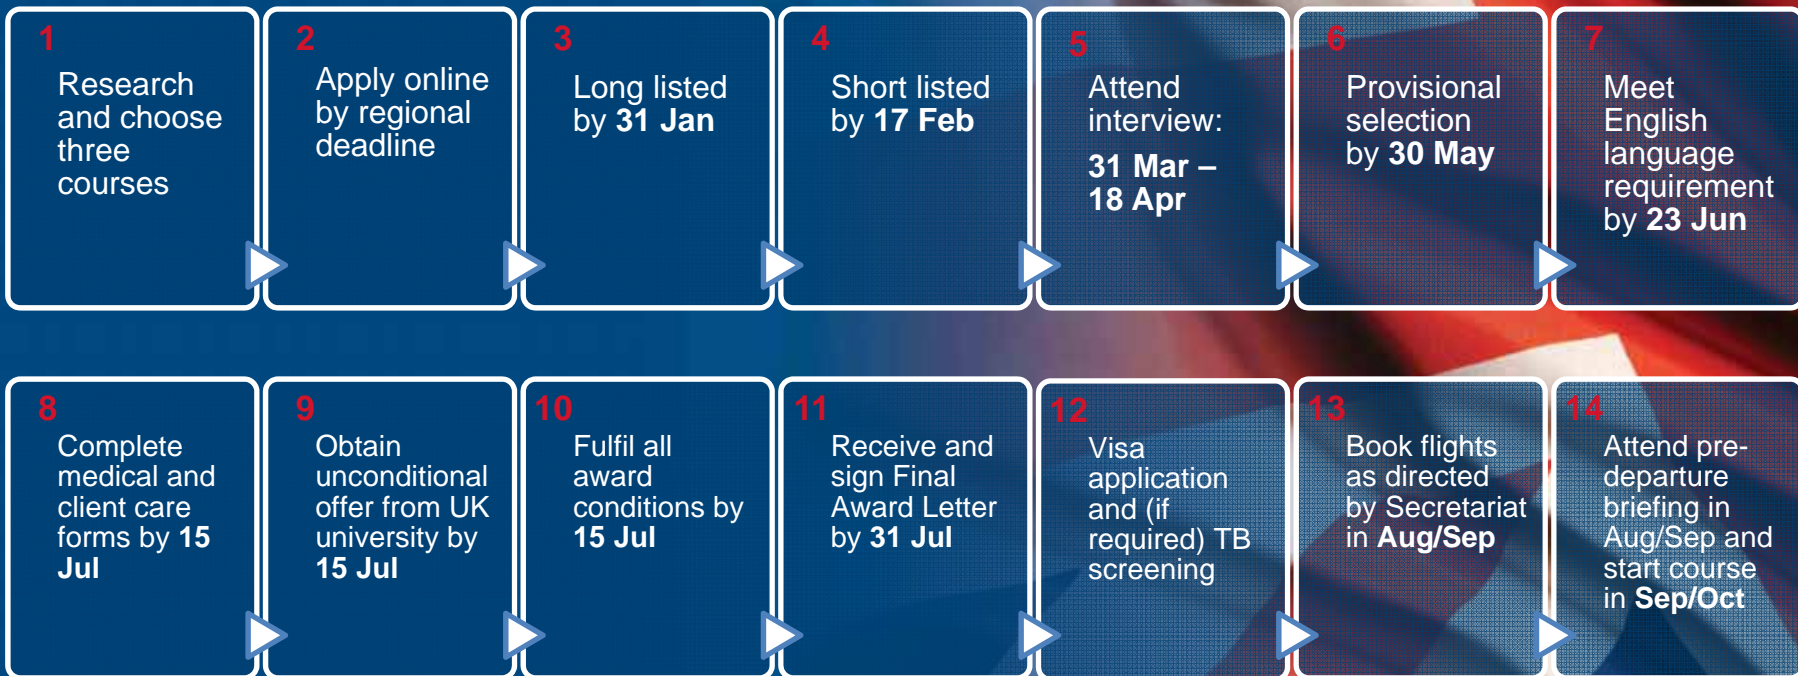 1
Research
and choose
three
courses
2
Apply online
by regional
deadline
3
Long listed
by 31 Jan
4
Short listed
by 17 Feb
5
Attend
interview:
31 Mar –
18 Apr
6
Provisional
selection
by 30 May
7
Meet
English
language
requirement
by 23 Jun
8
Complete
medical and
client care
forms by 15
Jul
9
Obtain
unconditional
offer from UK
university by
15 Jul
10
Fulfil all
award
conditions by
15 Jul
11
Receive and
sign Final
Award Letter
by 31 Jul
12
Visa
application
and (if
required) TB
screening
13
Book flights
as directed
by Secretariat
in Aug/Sep
14
Attend pre-
departure
briefing in
Aug/Sep and
start course
in Sep/Oct